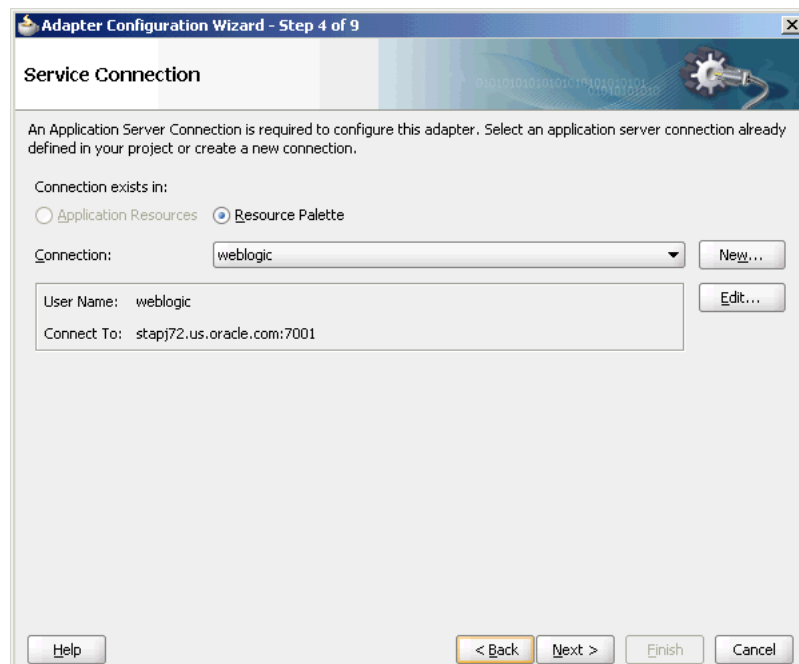 Adapter Configuration Wizard - Step 4 of 9
Service Connection
An Application Server Connection is required to configure this adapter. Select an application server connection already
defined in your project or create a new connection.
Connection exists in:
Application Resources Resource Palette
Connection: weblogic New...
User Name: weblogic Edit...
Connect To: stapj72.us.oracle.com:7001
Help < Back Next > Finish Cancel